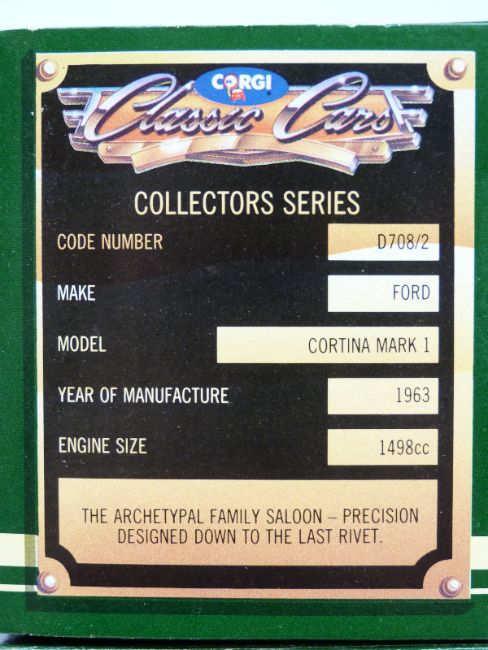 CORGI
Classic Cars
COLLECTORS SERIES
CODE NUMBER D708/2
MAKE FORD
MODEL CORTINA MARK 1
YEAR OF MANUFACTURE 1963
ENGINE SIZE 1498cc
THE ARCHETYPAL FAMILY SALOON – PRECISION
DESIGNED DOWN TO THE LAST RIVET.